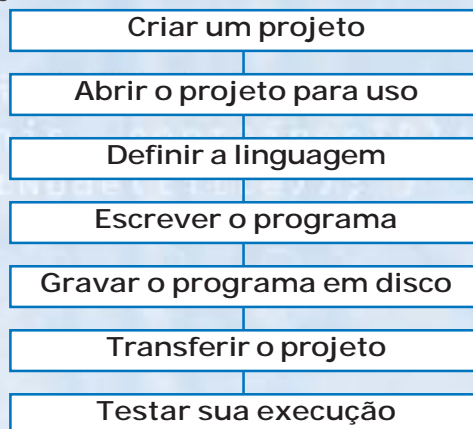 Criar um projeto
Abrir o projeto para uso
Definir a linguagem
Escrever o programa
Gravar o programa em disco
Transferir o projeto
Testar sua execução